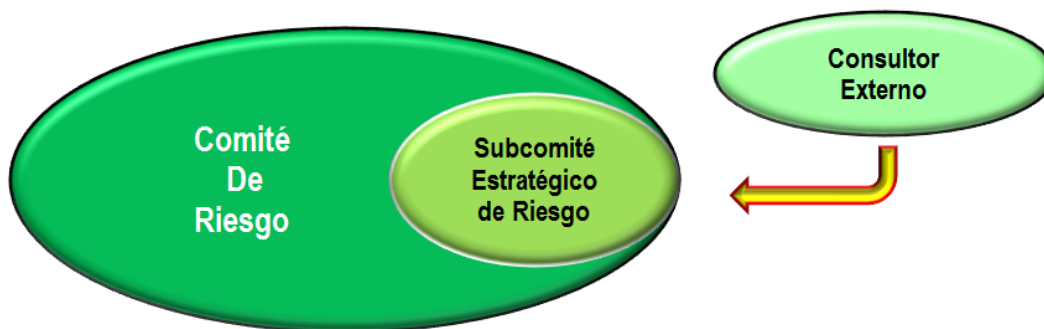 Comité
De
Riesgo
Subcomité
Estratégico
de Riesgo
Consultor
Externo